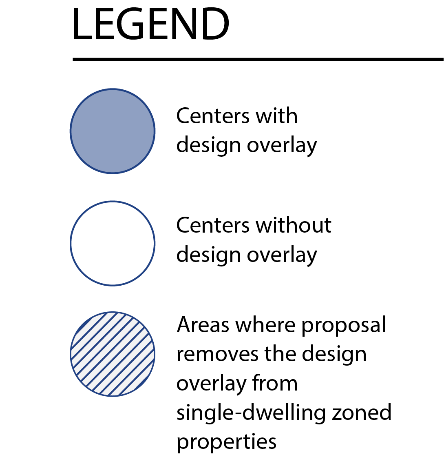 LEGEND
Centers with
design overlay
Centers without
design overlay
Areas where proposal
removes the design
overlay from
single-dwelling zoned
properties